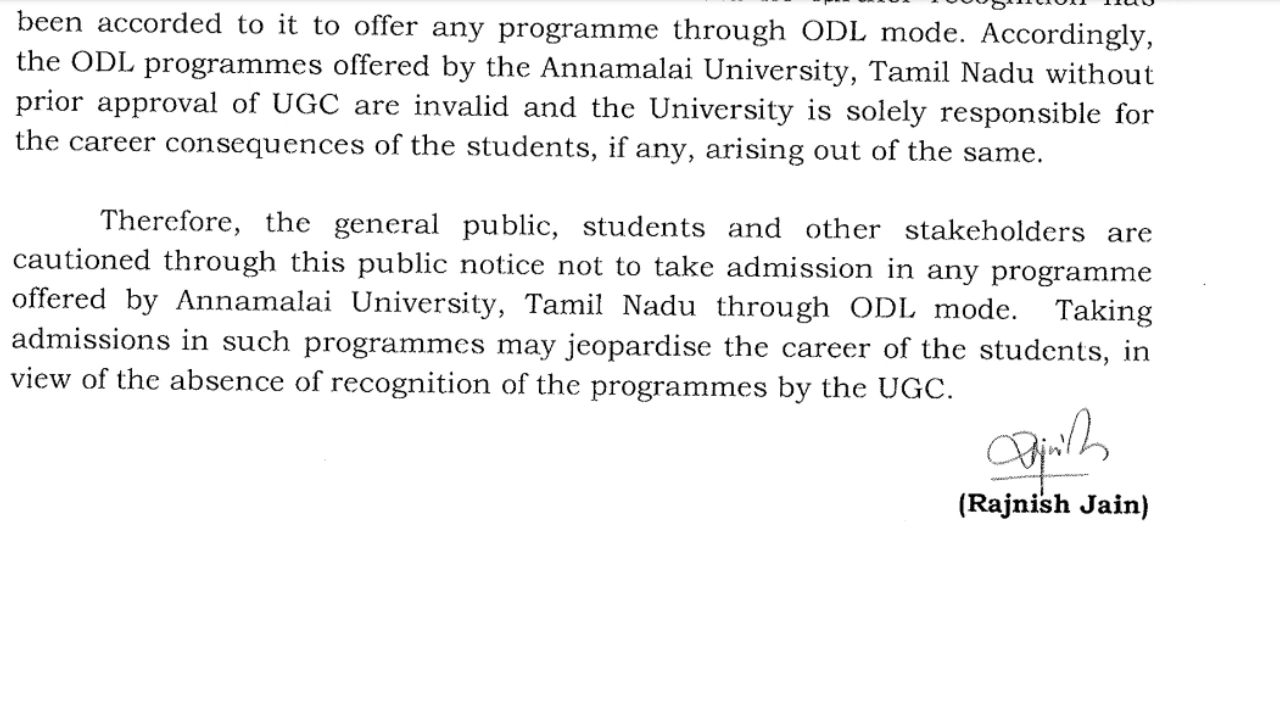 been accorded to it to offer any programme through ODL mode. Accordingly,
the ODL programmes offered by the Annamalai University, Tamil Nadu without
prior approval of UGC are invalid and the University is solely responsible for
the career consequences of the students, if any, arising out of the same.
Therefore, the general public, students and other stakeholders are
cautioned through this public notice not to take admission in any programme
offered by Annamalai University, Tamil Nadu through ODL mode. Taking
admissions in such programmes may jeopardise the career of the students, in
view of the absence of recognition of the programmes by the UGC.
(Rajnish Jain)